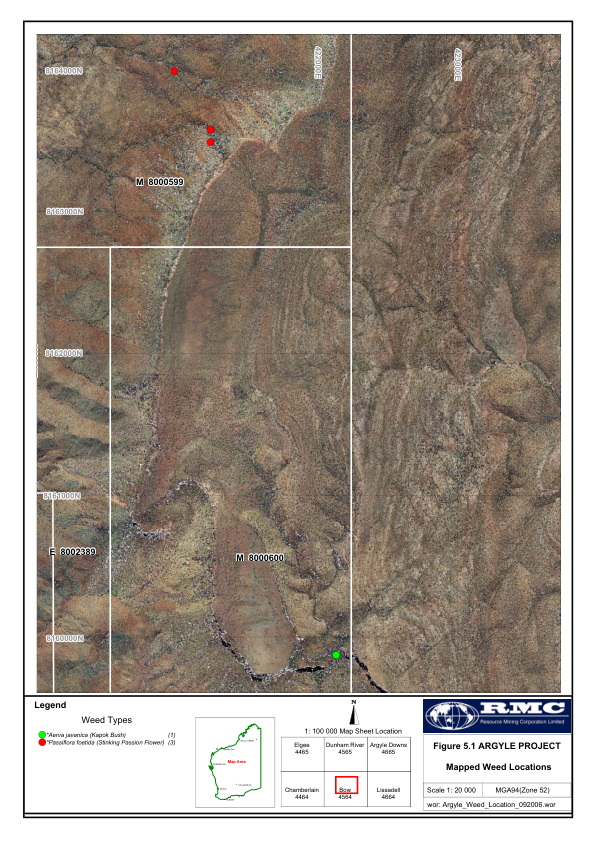 8164000N
422000E
423000E
M 8000599
8163000N
8162000N
8161000N
E 8002389
M 8000600
8160000N
Legend
Weed Types
*Aerva javanica (Kapok Bush) (1)
*Passiflora foetida (Stinking Passion Flower) (3)
Map Area
N
1: 100 000 Map Sheet Location
Elgee
4465
Dunham River
4565
Argyle Downs
4665
Chamberlain
4464
Bow
4564
Lissadell
4664
RMC
Resource Mining Corporation Limited
Figure 5.1 ARGYLE PROJECT
Mapped Weed Locations
Scale 1: 20 000
MGA94(Zone 52)
wor: Argyle_Weed_Location_092006.wor